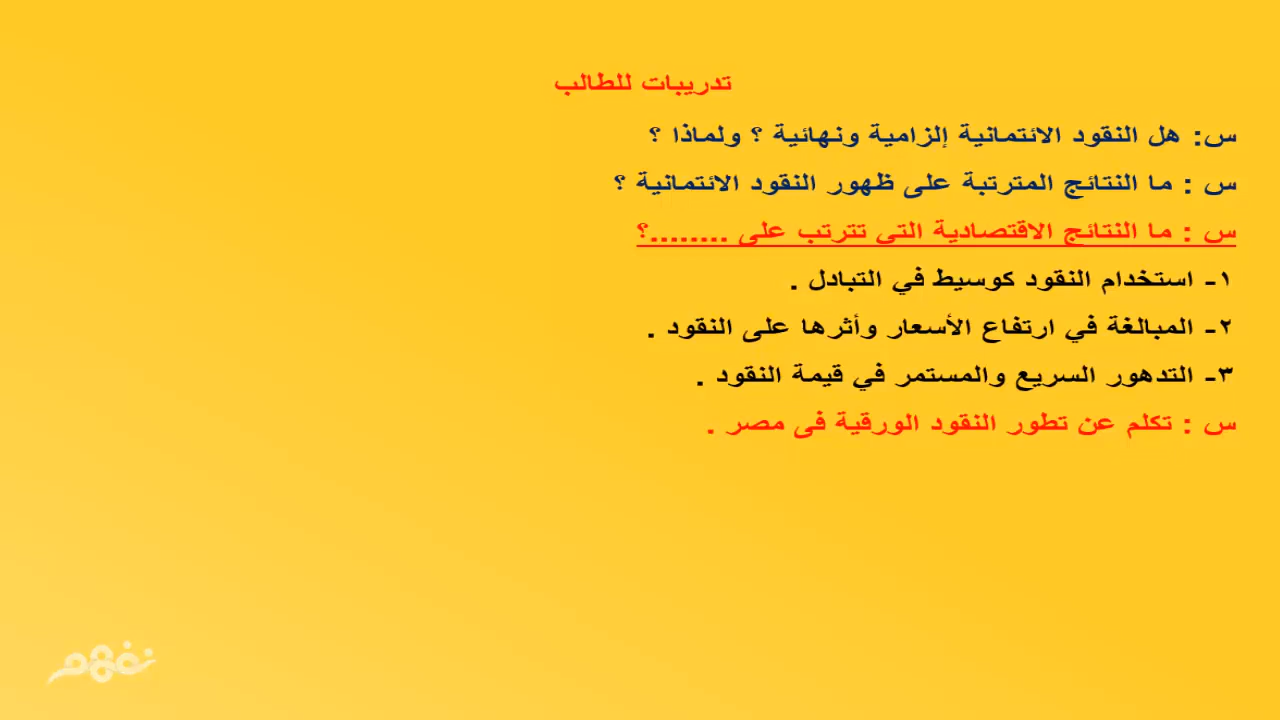 تدريبات للطالب
س: هل النقود الائتمانية إلزامية ونهائية ؟ ولماذا ؟
س : ما النتائج المترتبة على ظهور النقود الائتمانية ؟
س : ما النتائج الاقتصادية التي تترتب على ........؟
١- استخدام النقود كوسيط في التبادل .
٢- المبالغة في ارتفاع الأسعار وأثرها على النقود .
٣- التدهور السريع والمستمر في قيمة النقود .
س : تكلم عن تطور النقود الورقية فى مصر .
نفهم